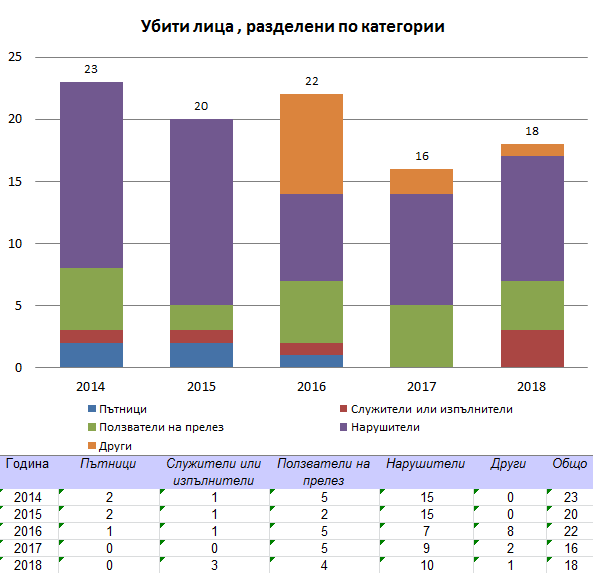 Убити лица , разделени по категории
25
23
22
20
20
18
16
15
10
5
0
2014 2015 2016 2017 2018
Пътници Служители или изпълнители
Ползватели на прелез Нарушители
Други
Година Пътници Служители или изпълнители Ползватели на прелез Нарушители Други Общо
2014 2 1 5 15 0 23
2015 2 1 2 15 0 20
2016 1 1 5 7 8 22
2017 0 0 5 9 2 16
2018 0 3 4 10 1 18